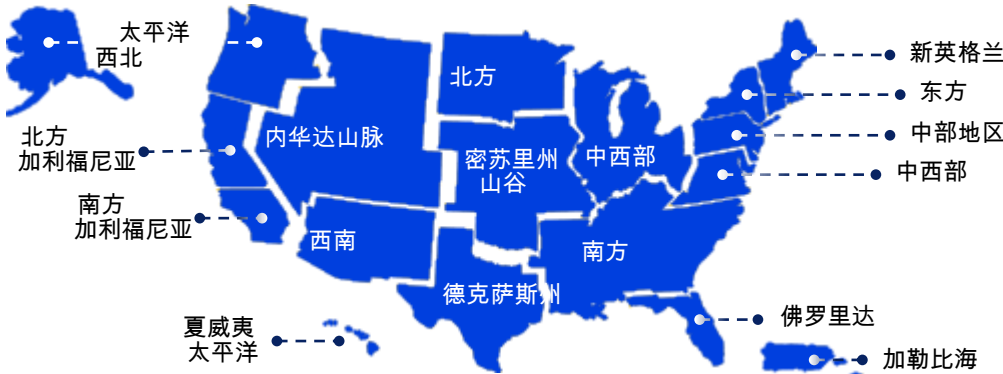 太平洋
西北
新英格兰
北方
东方
北方
加利福尼亚
内华达山脉
中部地区
密苏里州
山谷
中西部
中西部
南方
加利福尼亚
西南
南方
德克萨斯州
夏威夷
太平洋
佛罗里达
加勒比海